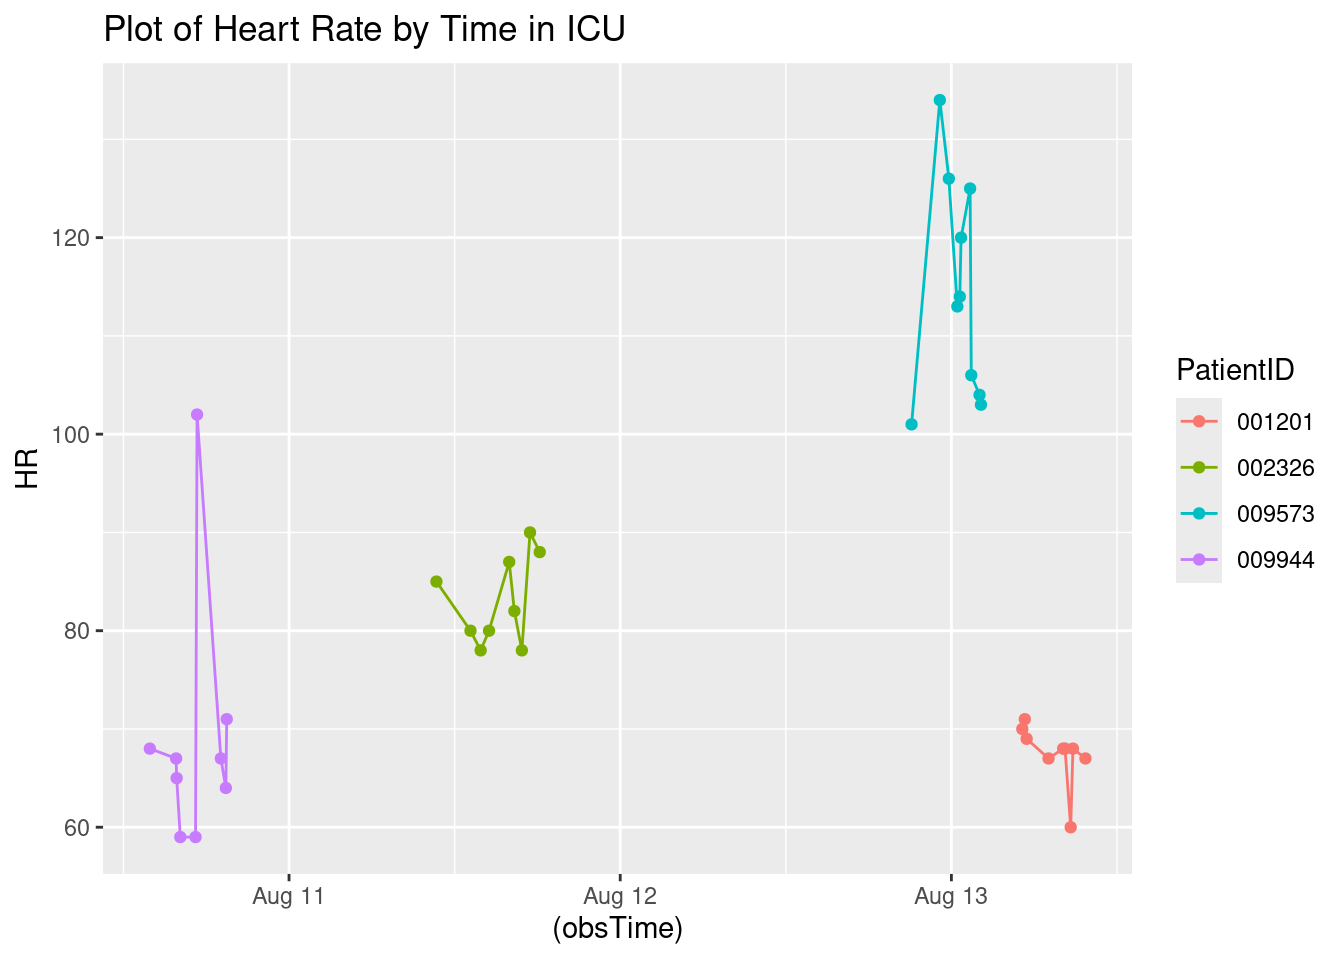 Plot of Heart Rate by Time in ICU
HR
120
100
80
60
Aug 11
Aug 12
Aug 13
(obsTime)
PatientID
001201
002326
009573
009944